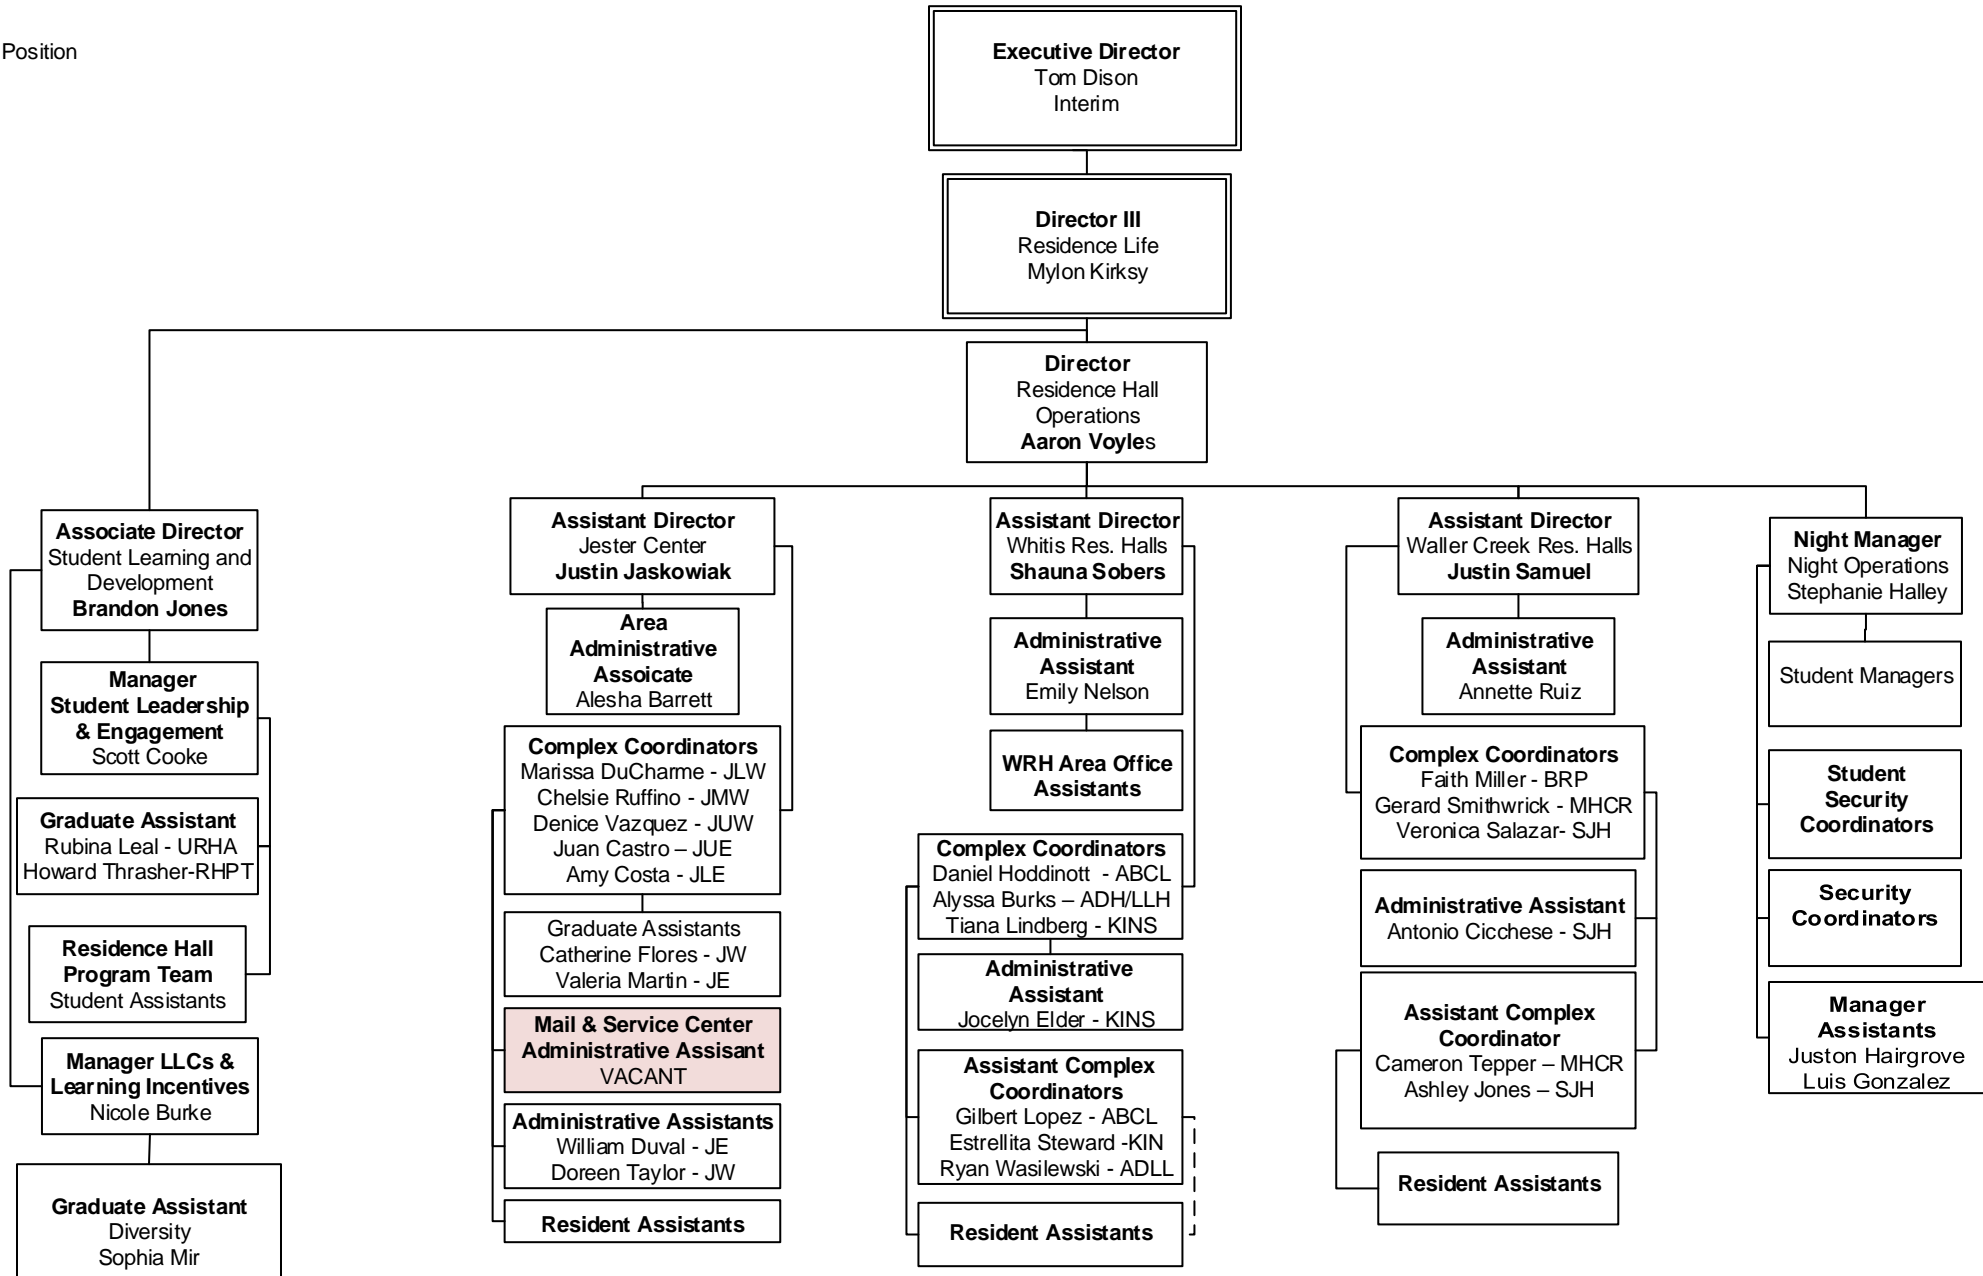 Position
Executive Director
Tom Dison
Interim
Director III
Residence Life
Mylon Kirksy
Director
Residence Hall
Operations
Aaron Voyles
Associate Director
Student Learning and
Development
Brandon Jones
Manager
Student Leadership
& Engagement
Scott Cooke
Graduate Assistant
Rubina Leal - URHA
Howard Thrasher-RHPT
Residence Hall
Program Team
Student Assistants
Manager LLCs &
Learning Incentives
Nicole Burke
Graduate Assistant
Diversity
Sophia Mir
Assistant Director
Jester Center
Justin Jaskowiak
Area
Administrative
Assoicate
Alesha Barrett
Complex Coordinators
Marissa DuCharme - JLW
Chelsie Ruffino - JMW
Denice Vazquez - JUW
Juan Castro – JUE
Amy Costa - JLE
Graduate Assistants
Catherine Flores - JW
Valeria Martin - JE
Mail & Service Center
Administrative Assisant
VACANT
Administrative Assistants
William Duval - JE
Doreen Taylor - JW
Resident Assistants
Assistant Director
Whitis Res. Halls
Shauna Sobers
Administrative
Assistant
Emily Nelson
WRH Area Office
Assistants
Complex Coordinators
Daniel Hoddinott - ABCL
Alyssa Burks – ADH/LLH
Tiana Lindberg - KINS
Administrative
Assistant
Jocelyn Elder - KINS
Assistant Complex
Coordinators
Gilbert Lopez - ABCL
Estrellita Steward -KIN
Ryan Wasilewski - ADLL
Resident Assistants
Assistant Director
Waller Creek Res. Halls
Justin Samuel
Administrative
Assistant
Annette Ruiz
Complex Coordinators
Faith Miller - BRP
Gerard Smithwrick - MHCR
Veronica Salazar- SJH
Administrative Assistant
Antonio Cicchese - SJH
Assistant Complex
Coordinator
Cameron Tepper – MHCR
Ashley Jones – SJH
Resident Assistants
Night Manager
Night Operations
Stephanie Halley
Student Managers
Student
Security
Coordinators
Security
Coordinators
Manager
Assistants
Juston Hairgrove
Luis Gonzalez